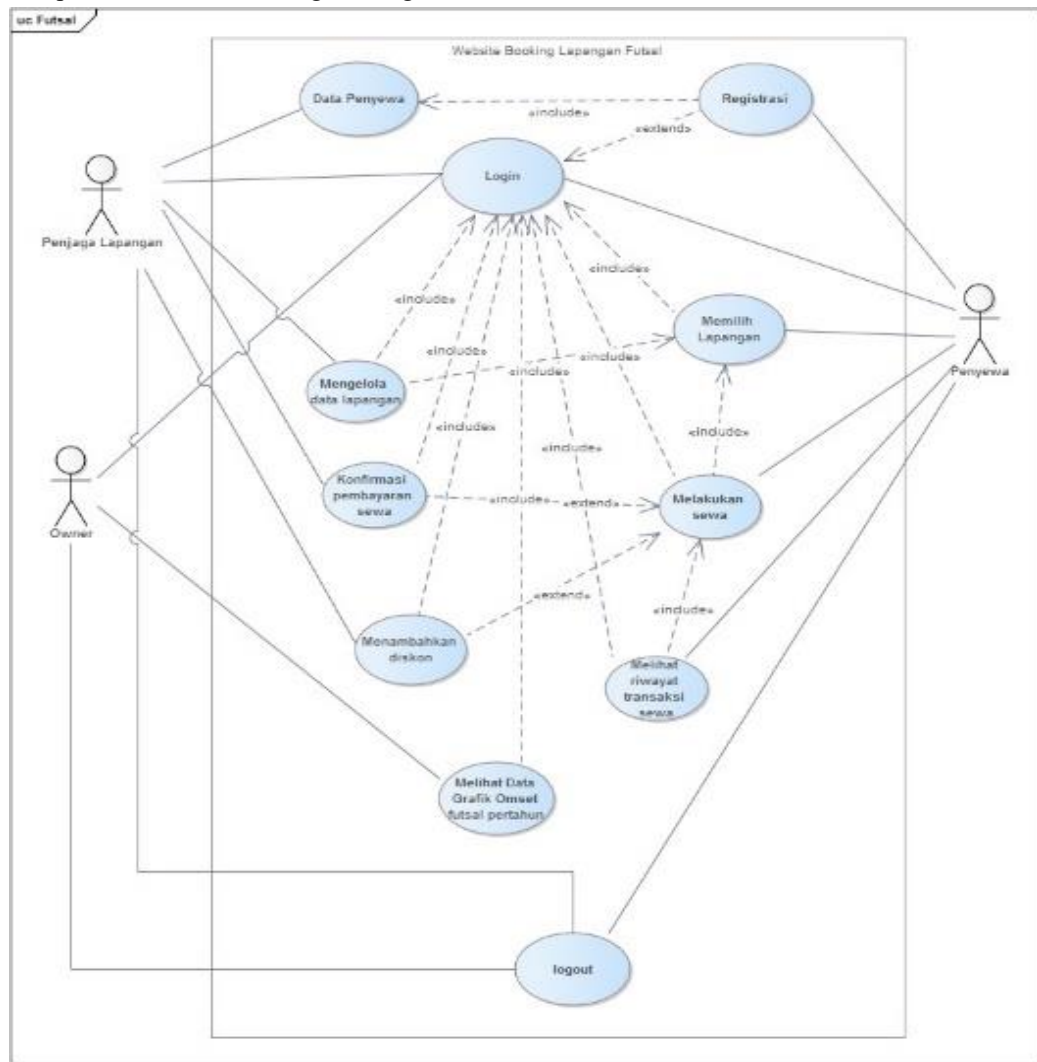 uc Futsal
Website Booking Lapangan Futsal
Data Penyewa
Registrasi
«include»
«extend»
Login
Penjaga Lapangan
«include»
«include»
Memilih
Lapangan
«include»
«include»
Penyewa
Mengelola
data lapangan
«include»
«include»
«include»
Konfirmasi
pembayaran
sewa
«include»
«extend»
Melakukan
sewa
Owner
«extend»
«include»
Menambahkan
diskon
Melihat
riwayat
transaksi
sewa
Melihat Data
Grafik Omset
futsal pertahun
logout